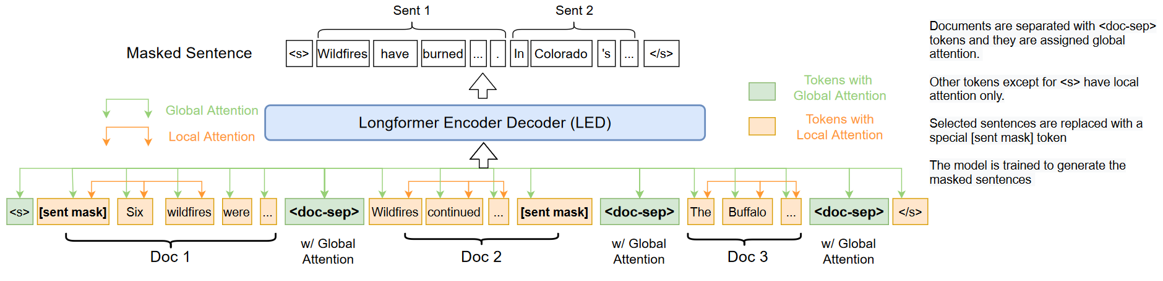 Sent 1 Sent 2
Masked Sentence <s> Wildfires have burned ... . In Colorado 's ... </s>
Global Attention
Local Attention
Longformer Encoder Decoder (LED)
Tokens with
Global Attention
Tokens with
Local Attention
<s> [sent mask] Six wildfires were ... <doc-sep> Wildfires continued ... [sent mask] <doc-sep> The Buffalo ... <doc-sep> </s>
Doc 1
w/ Global
Attention
Doc 2
w/ Global
Attention
Doc 3
w/ Global
Attention
Documents are separated with <doc-sep>
tokens and they are assigned global
attention.
Other tokens except for <s> have local
attention only.
Selected sentences are replaced with a
special [sent mask] token
The model is trained to generate the
masked sentences